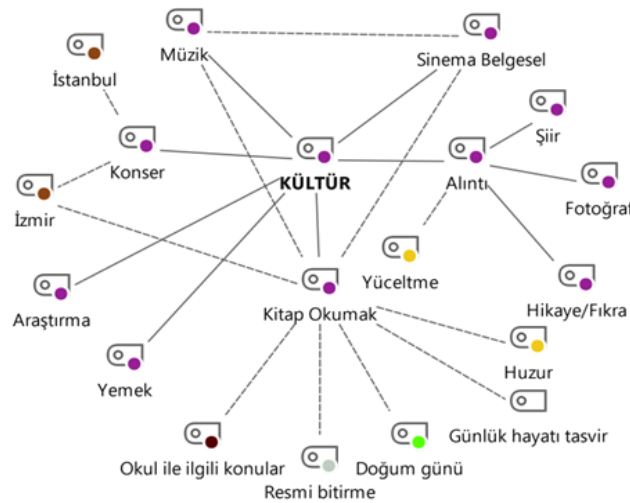 Müzik
Sinema Belgesel
İstanbul
Şiir
Konser
KÜLTÜR
Alıntı
Fotoğraf
İzmir
Yüceltme
Araştırma
Kitap Okumak
Hikaye/Fıkra
Yemek
Huzur
Günlük hayatı tasvir
Okul ile ilgili konular
Doğum günü
Resmi bitirme